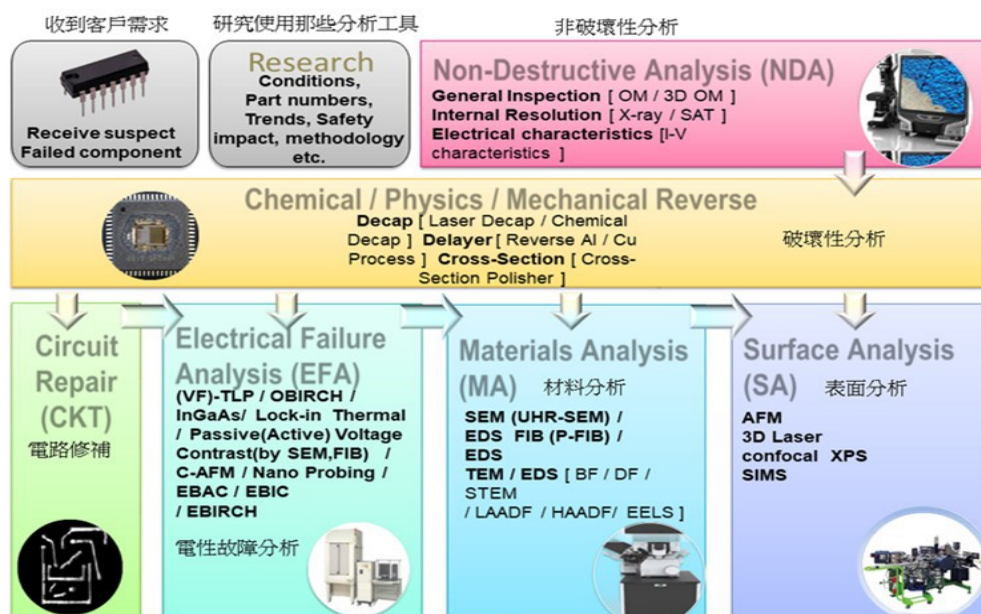 收到客戶需求
研究使用那些分析工具
非破壞性分析
Receive suspect
Failed component
Research
Conditions,
Part numbers,
Trends, Safety
impact, methodology
etc.
Non-Destructive Analysis (NDA)
General Inspection [ OM / 3D OM ]
Internal Resolution [ X-ray / SAT ]
Electrical characteristics [I-V
characteristics ]
Chemical / Physics / Mechanical Reverse
Decap [ Laser Decap / Chemical
Decap ] Delayer [ Reverse Al / Cu
Process ] Cross-Section [ Cross-
Section Polisher ]
破壞性分析
Circuit
Repair
(CKT)
電路修補
Electrical Failure
Analysis (EFA)
(VF)-TLP / OBIRCH /
InGaAs/ Lock-in Thermal
/ Passive(Active) Voltage
Contrast(by SEM,FIB) /
C-AFM / Nano Probing /
EBAC / EBIC
/ EBIRCH
電性故障分析
Materials Analysis
(MA) 材料分析
SEM (UHR-SEM) /
EDS FIB (P-FIB) /
EDS
TEM / EDS [ BF / DF /
STEM
/ LAADF / HAADF/ EELS ]
Surface Analysis
(SA) 表面分析
AFM
3D Laser
confocal XPS
SIMS